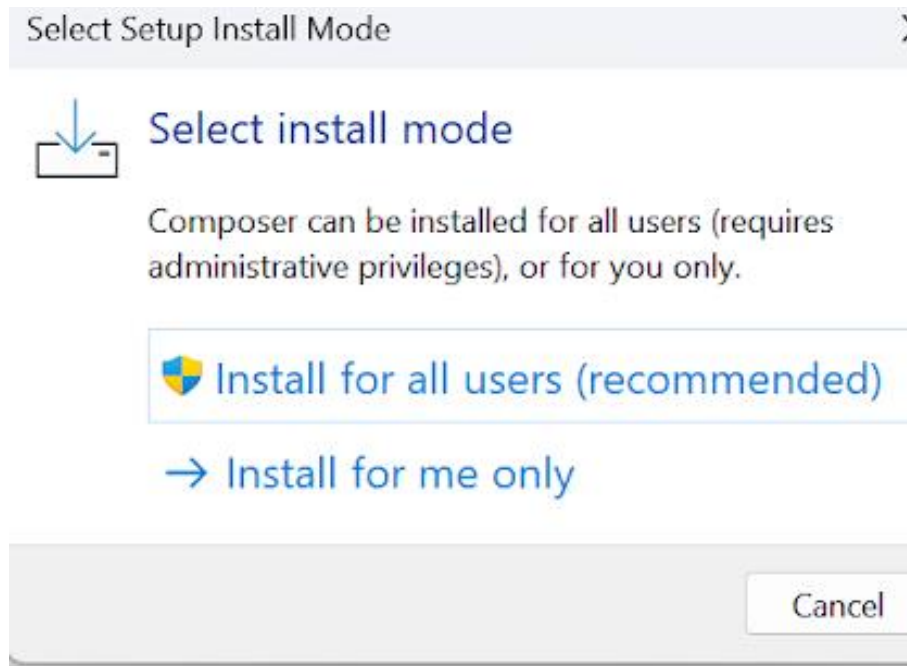 Select Setup Install Mode
Select install mode
Composer can be installed for all users (requires
administrative privileges), or for you only.
Install for all users (recommended)
Install for me only
Cancel